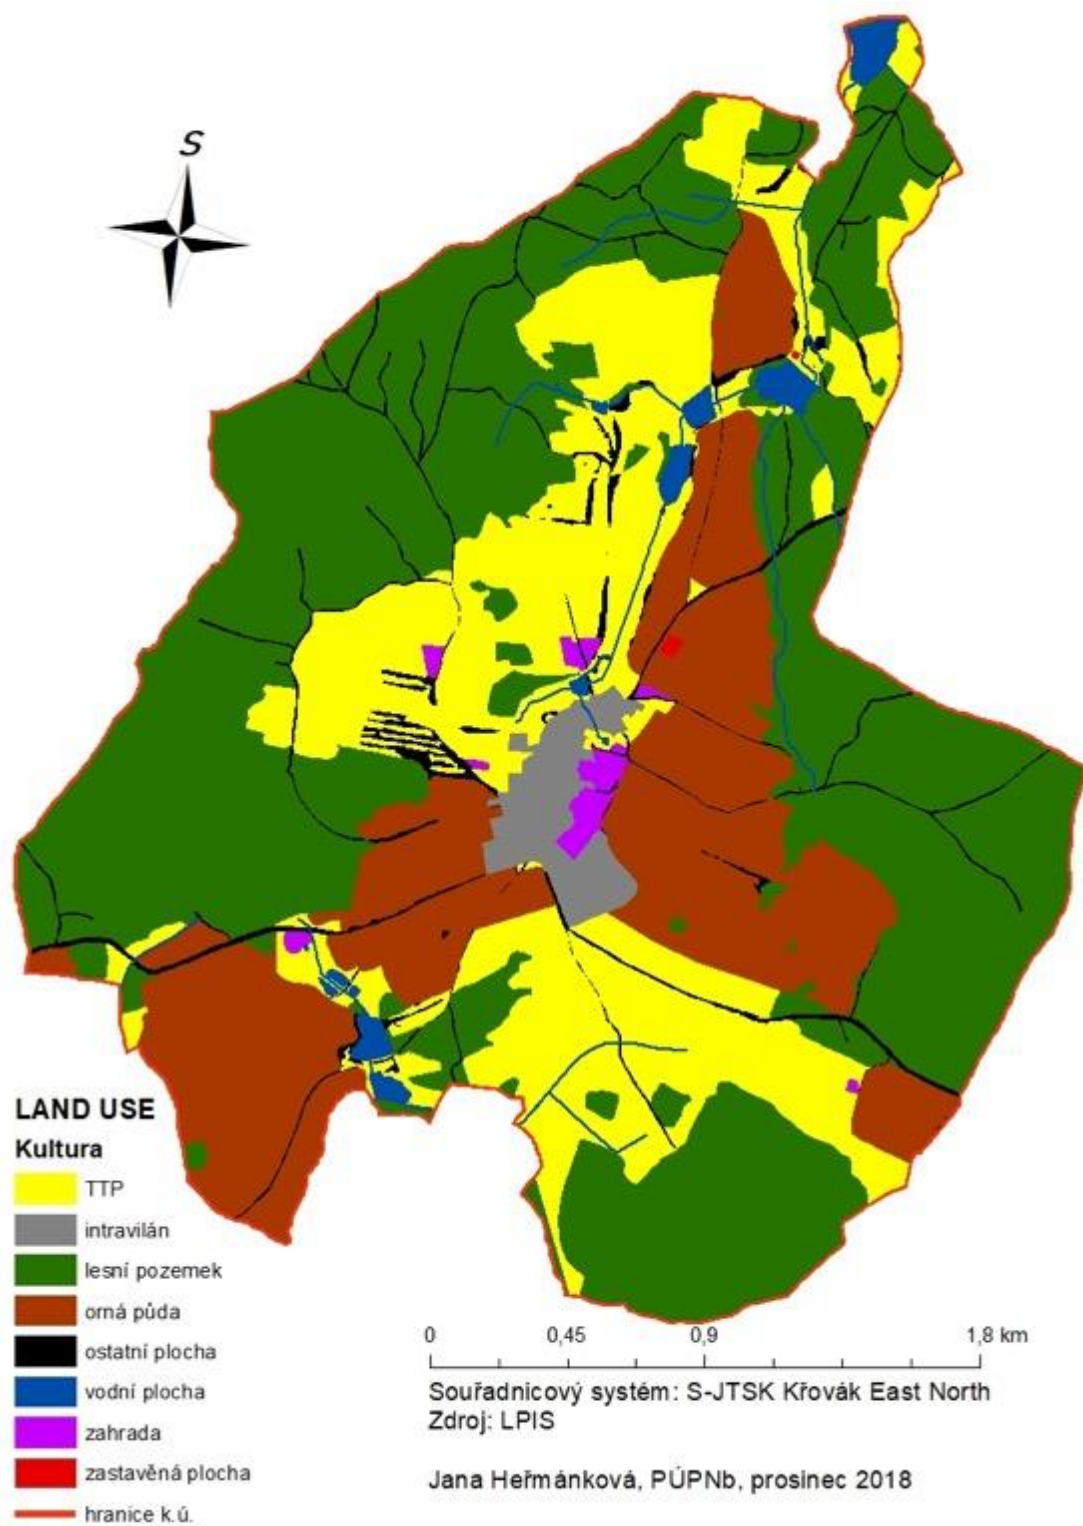 S
LAND USE
Kultura
TTP
intravilán
lesní pozemek
orná půda
ostatní plocha
vodní plocha
zahrada
zastavěná plocha
hranice k.ú.
0 0,45 0,9 1,8 km
Souřadnicový systém: S-JTSK Křovák East North
Zdroj: LPIS
Jana Heřmánková, PÚPNb, prosinec 2018